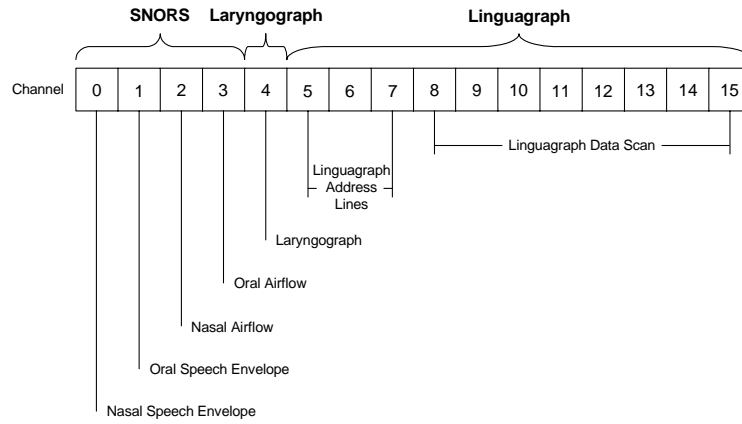 SNORS Laryngograph Linguagraph
Channel 0 1 2 3 4 5 6 7 8 9 10 11 12 13 14 15
Linguagraph Data Scan
Linguagraph
Address
Lines
Laryngograph
Oral Airflow
Nasal Airflow
Oral Speech Envelope
Nasal Speech Envelope